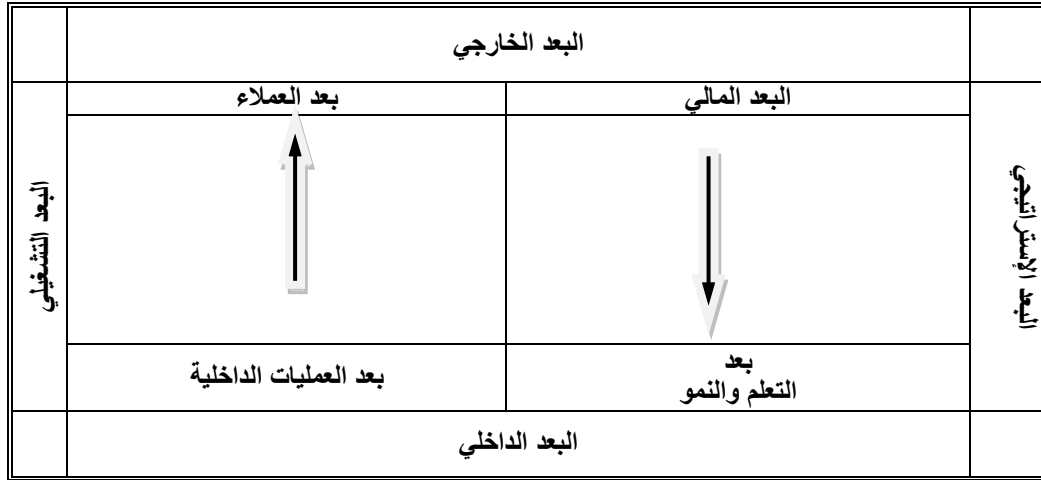 البعد الخارجي
البعد المالي
بعد العملاء
البعد الإستراتيجي
البعد التشغيلي
بعد
التعلم والنمو
بعد العمليات الداخلية
البعد الداخلي